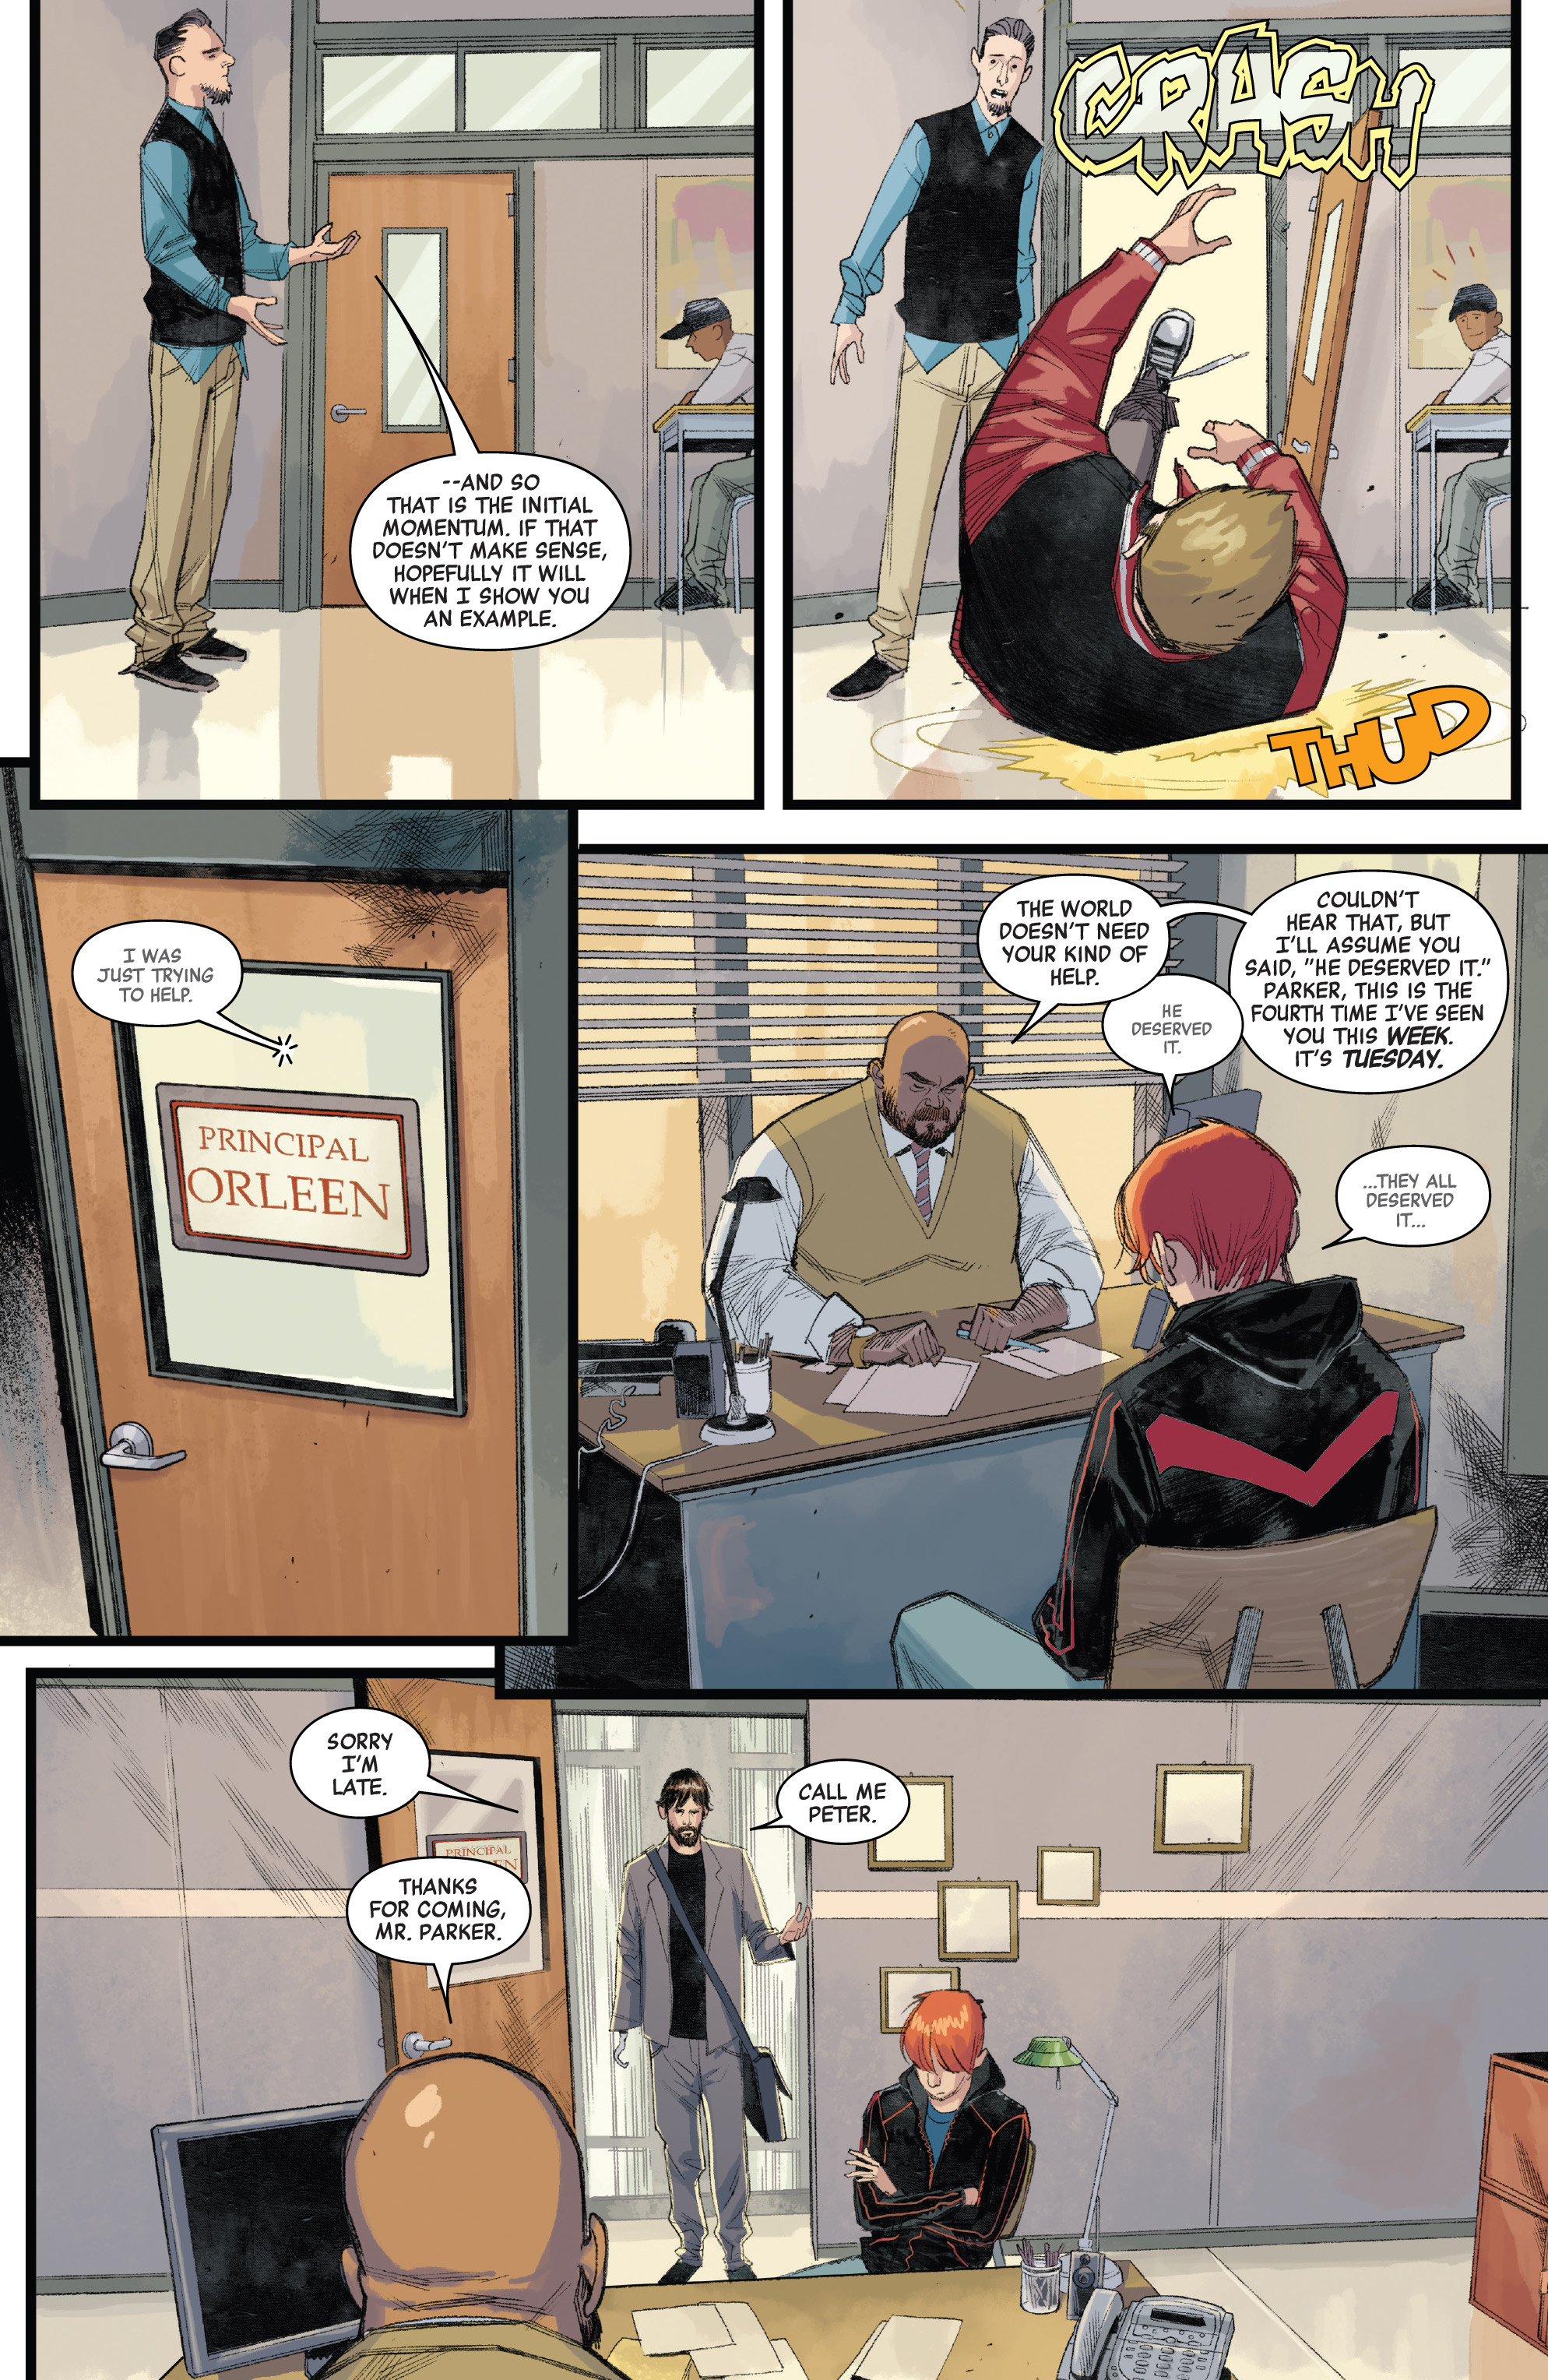 --AND SO
THAT IS THE INITIAL
MOMENTUM. IF THAT
DOESN'T MAKE SENSE,
HOPEFULLY IT WILL
WHEN I SHOW YOU
AN EXAMPLE.
CRASH
THUD
I WAS
JUST TRYING
TO HELP.
PRINCIPAL
ORLEEN
THE WORLD
DOESN'T NEED
YOUR KIND OF
HELP.
HE
DESERVED
IT.
COULDN'T
HEAR THAT, BUT
I'LL ASSUME YOU
SAID, "HE DESERVED IT."
PARKER, THIS IS THE
FOURTH TIME I'VE SEEN
YOU THIS WEEK.
IT'S TUESDAY.
...THEY ALL
DESERVED
IT...
SORRY
I'M
LATE.
PRINCIPAL
EN
THANKS
FOR COMING,
MR. PARKER.
CALL ME
PETER.